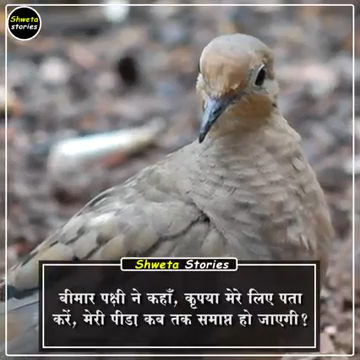 Shweta
stories
Shweta Stories
बीमार पक्षी ने कहाँ, कृपया मेरे लिए पता
करें, मेरी पीडा कब तक समाप्त हो जाएगी?